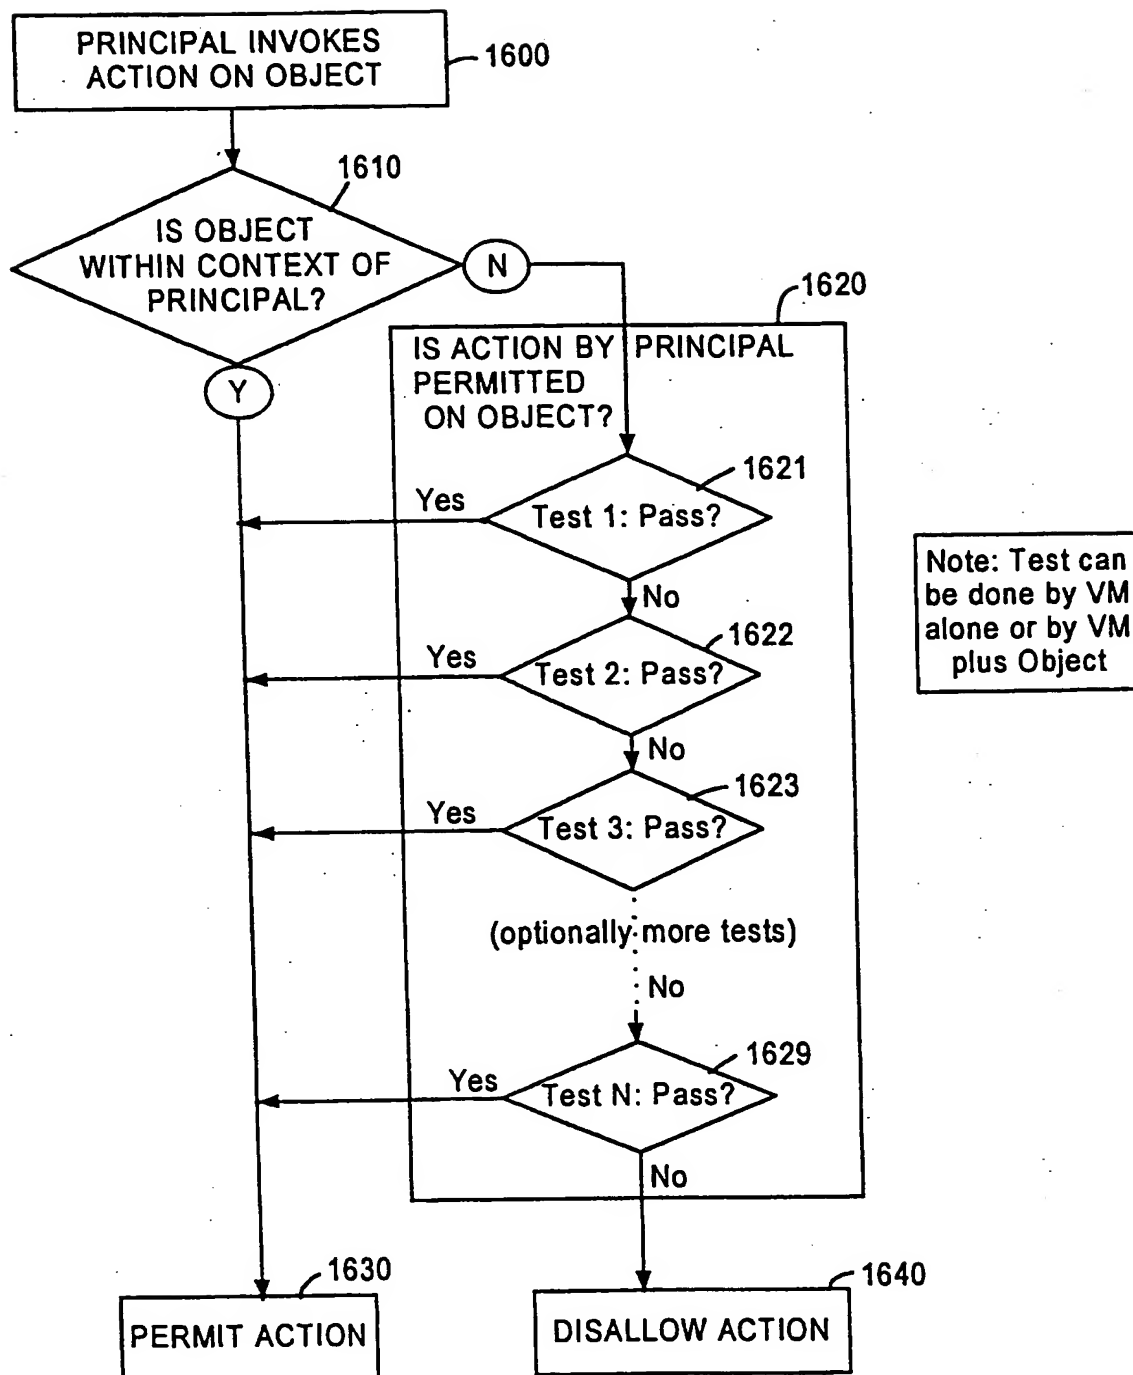 PRINCIPAL INVOKES
ACTION ON OBJECT
1600
1610
IS OBJECT
WITHIN CONTEXT OF
PRINCIPAL?
N
Y
1620
IS ACTION BY PRINCIPAL
PERMITTED
ON OBJECT?
1621
Yes
Test 1: Pass?
No
1622
Yes
Test 2: Pass?
No
1623
Yes
Test 3: Pass?
(optionally more tests)
No
1629
Yes
Test N: Pass?
No
Note: Test can
be done by VM
alone or by VM
plus Object
1630
PERMIT ACTION
1640
DISALLOW ACTION